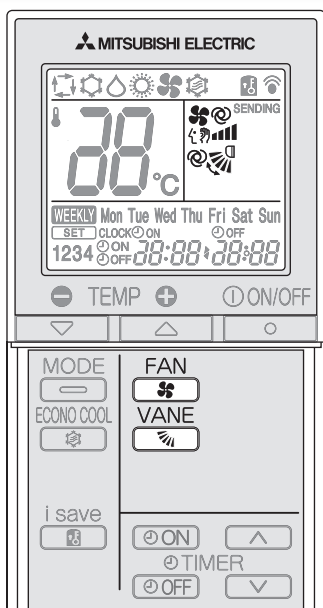 MITSUBISHI ELECTRIC
SENDING
88°C
WEEKLY Mon Tue Wed Thu Fri Sat Sun
SET CLOCK ON OFF
1234 ON OFF 88:88 88:88
TEMP ON/OFF
MODE FAN
ECONO COOL VANE
i save
ON
TIMER
OFF